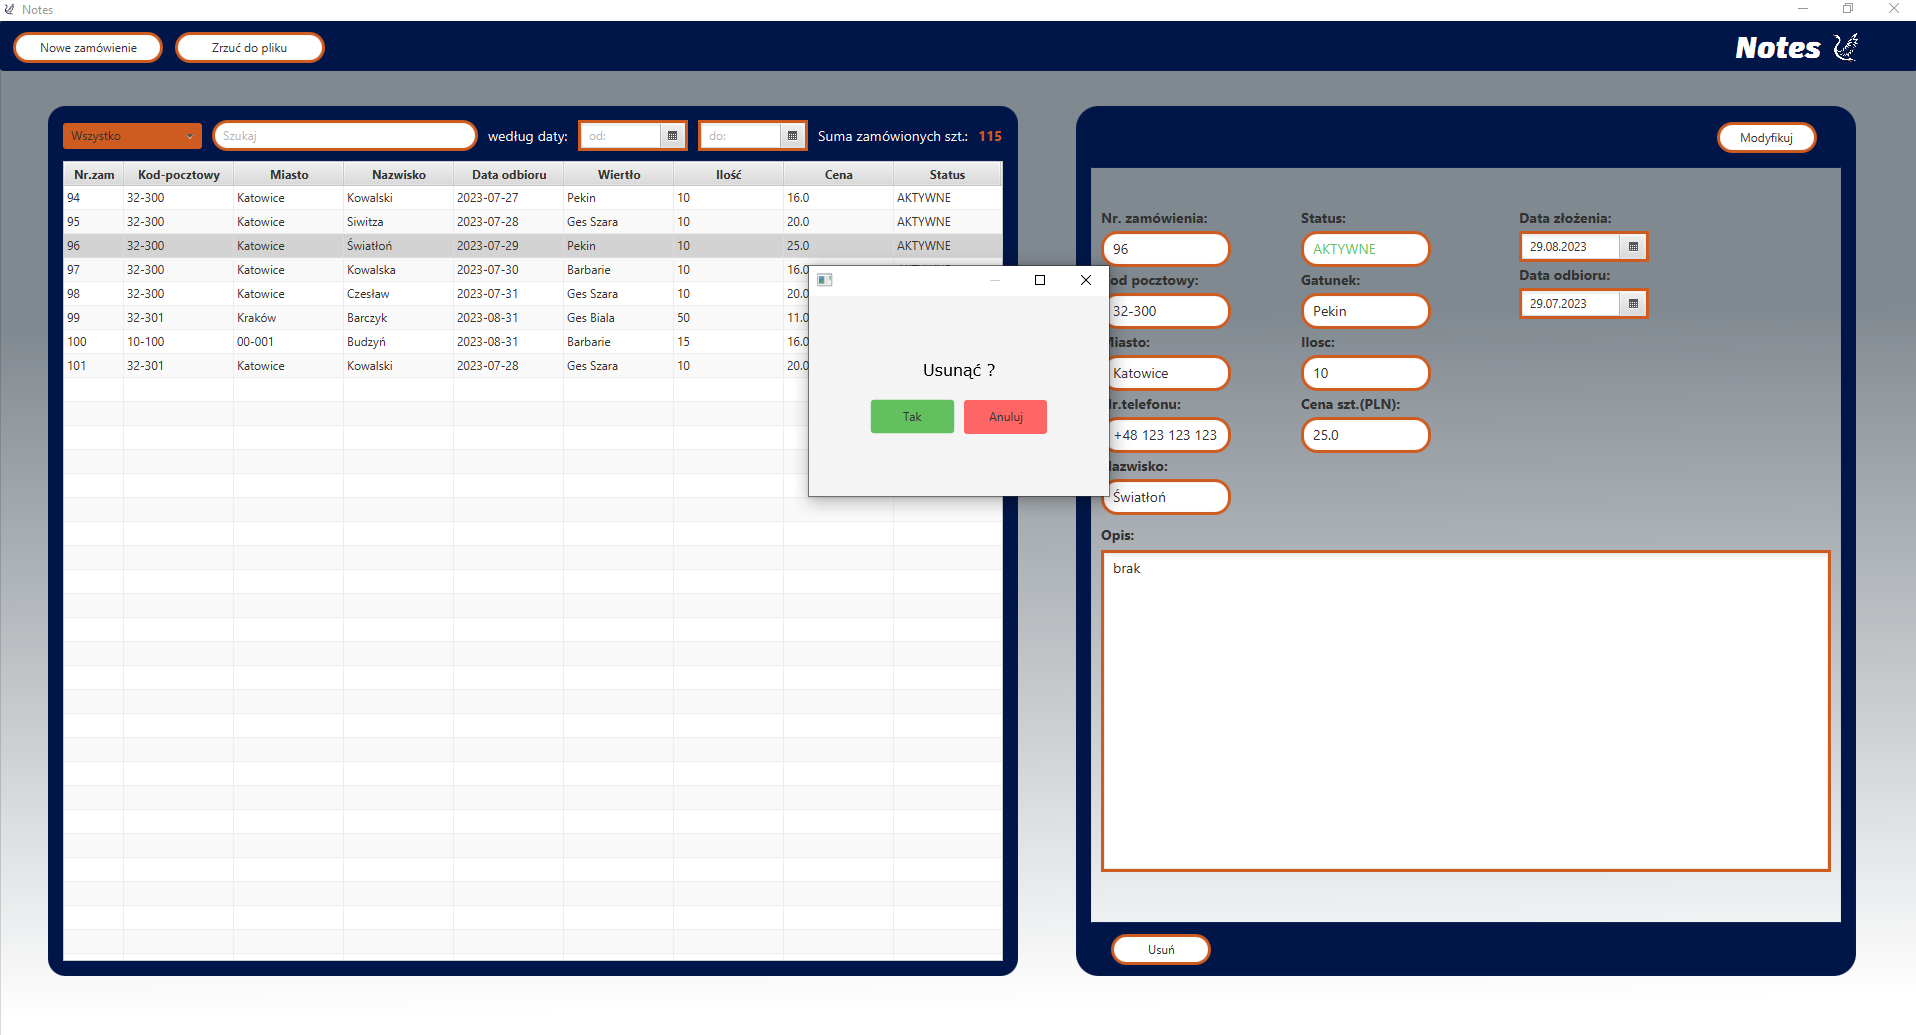 Notes
Nowe zamówienie Zrzuć do pliku Notes
Wszystko Szukaj według daty: od: do: Suma zamówionych szt.: 115
Nr.zam Kod-pocztowy Miasto Nazwisko Data odbioru Wiertło Ilość Cena Status
94 32-300 Katowice Kowalski 2023-07-27 Pekin 10 16.0 AKTYWNE
95 32-300 Katowice Siwitza 2023-07-28 Ges Szara 10 20.0 AKTYWNE
96 32-300 Katowice Światłoń 2023-07-29 Pekin 10 25.0 AKTYWNE
97 32-300 Katowice Kowalska 2023-07-30 Barbarie 10 16.0
98 32-300 Katowice Czesław 2023-07-31 Ges Szara 10 20.0
99 32-301 Kraków Barczyk 2023-08-31 Ges Biala 50 11.0
100 10-100 00-001 Budzyń 2023-08-31 Barbarie 15 16.0
101 32-301 Katowice Kowalski 2023-07-28 Ges Szara 10 20.0
Usunąć ?
Tak Anuluj
Modyfikuj
Nr. zamówienia: Status: Data złożenia:
96 AKTYWNE 29.08.2023
od pocztowy: Gatunek: Data odbioru:
32-300 Pekin 29.07.2023
iasto: Ilosc:
Katowice 10
r.telefonu: Cena szt.(PLN):
+48 123 123 123 25.0
azwisko:
Światłoń
Opis:
brak
Usuń